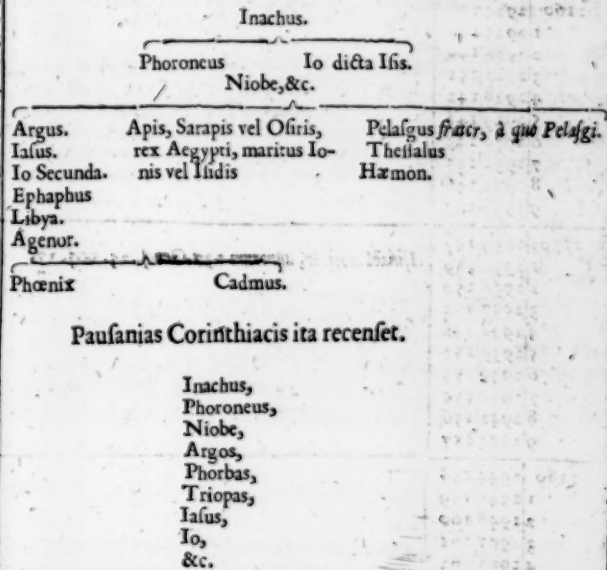 Inachus.
Phoroneus Io dicta Iſis.
Niobe,&c.
Argus. Apis, Sarapis vel Oſiris, Pelaſgus frater, à quo Pelaſgi.
Iaſus. rex Aegypti, maritus Io- Theſſalus
Io Secunda. nis vel Iſidis Hæmon.
Ephaphus
Libya.
Agenor.
Phœnix Cadmus.
Pauſanias Corinthiacis ita recenſet.
Inachus,
Phoroneus,
Niobe,
Argos,
Phorbas,
Triopas,
Iaſus,
Io,
&c.